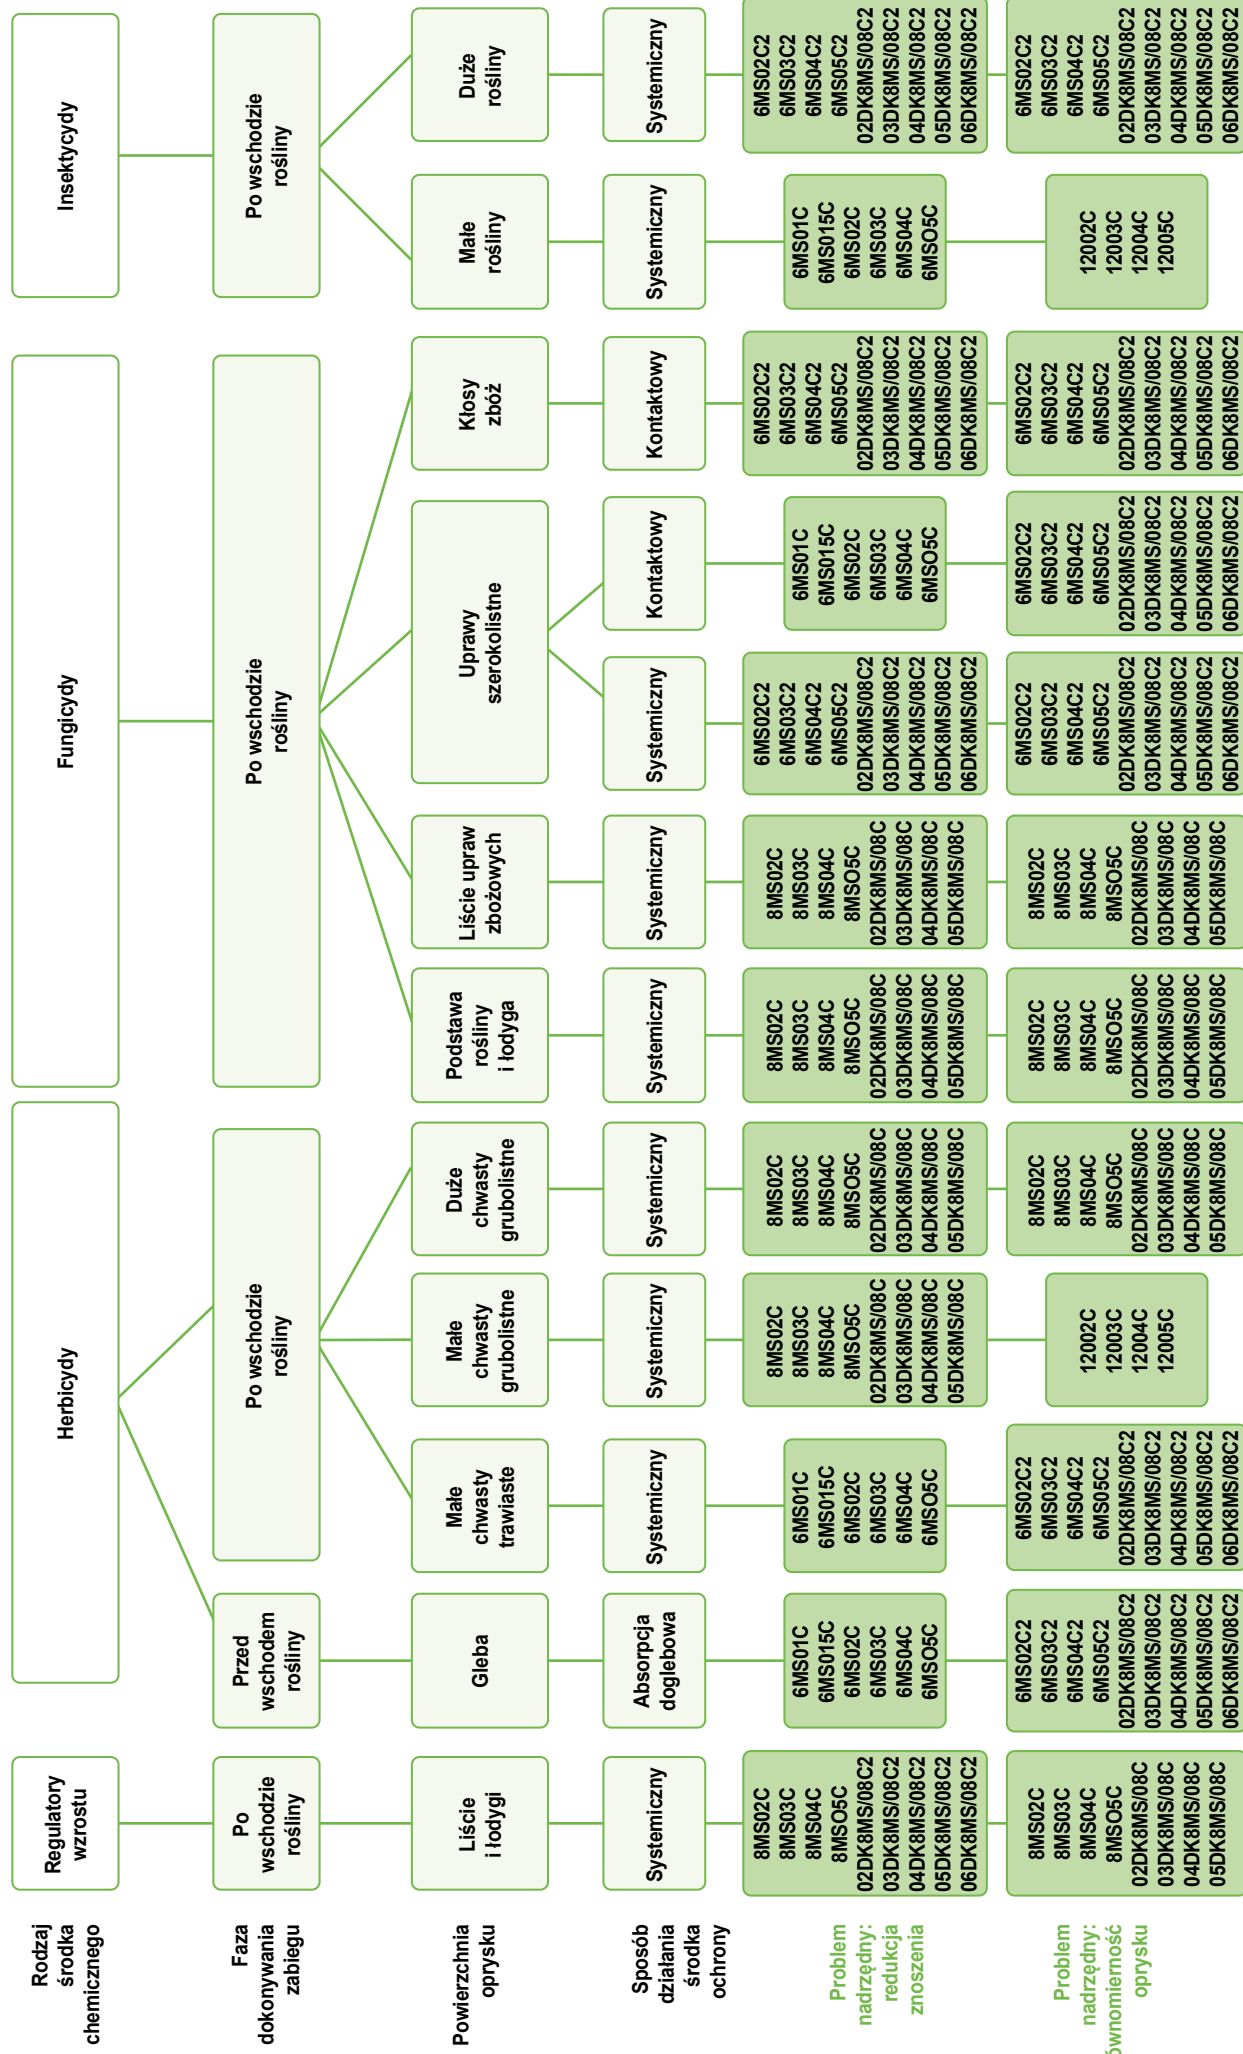 Rodzaj
środka
chemicznego
Regulatory
wzrostu
Herbicydy
Fungicydy
Insektycydy
Faza
dokonywania
zabiegu
Po
wschodzie
rośliny
Przed
wschodem
rośliny
Po wschodzie
rośliny
Po wschodzie
rośliny
Po wschodzie
rośliny
Powierzchnia
oprysku
Liście
i łodygi
Gleba
Małe
chwasty
trawiaste
Małe
chwasty
grubolistne
Duże
chwasty
grubolistne
Podstawa
rośliny
i łodyga
Liście upraw
zbożowych
Uprawy
szerokolistne
Kłosy
zbóż
Małe
rośliny
Duże
rośliny
Sposób
działania
środka
ochrony
Systemiczny
Absorpcja
doglebowa
Systemiczny
Systemiczny
Systemiczny
Systemiczny
Systemiczny
Systemiczny
Kontaktowy
Kontaktowy
Systemiczny
Systemiczny
Problem
nadrzędny:
redukcja
znoszenia
8MS02C
8MS03C
8MS04C
8MSO5C
02DK8MS/08C2
03DK8MS/08C2
04DK8MS/08C2
05DK8MS/08C2
06DK8MS/08C2
6MS01C
6MS015C
6MS02C
6MS03C
6MS04C
6MSO5C
6MS01C
6MS015C
6MS02C
6MS03C
6MS04C
6MSO5C
8MS02C
8MS03C
8MS04C
8MSO5C
02DK8MS/08C
03DK8MS/08C
04DK8MS/08C
05DK8MS/08C
8MS02C
8MS03C
8MS04C
8MSO5C
02DK8MS/08C
03DK8MS/08C
04DK8MS/08C
05DK8MS/08C
8MS02C
8MS03C
8MS04C
8MSO5C
02DK8MS/08C
03DK8MS/08C
04DK8MS/08C
05DK8MS/08C
8MS02C
8MS03C
8MS04C
8MSO5C
02DK8MS/08C
03DK8MS/08C
04DK8MS/08C
05DK8MS/08C
6MS02C2
6MS03C2
6MS04C2
6MS05C2
02DK8MS/08C2
03DK8MS/08C2
04DK8MS/08C2
05DK8MS/08C2
06DK8MS/08C2
6MS01C
6MS015C
6MS02C
6MS03C
6MS04C
6MSO5C
6MS02C2
6MS03C2
6MS04C2
6MS05C2
02DK8MS/08C2
03DK8MS/08C2
04DK8MS/08C2
05DK8MS/08C2
06DK8MS/08C2
6MS01C
6MS015C
6MS02C
6MS03C
6MS04C
6MSO5C
6MS02C2
6MS03C2
6MS04C2
6MS05C2
02DK8MS/08C2
03DK8MS/08C2
04DK8MS/08C2
05DK8MS/08C2
06DK8MS/08C2
Problem
nadrzędny:
ównomierność
oprysku
8MS02C
8MS03C
8MS04C
8MSO5C
02DK8MS/08C
03DK8MS/08C
04DK8MS/08C
05DK8MS/08C
6MS02C2
6MS03C2
6MS04C2
6MS05C2
02DK8MS/08C2
03DK8MS/08C2
04DK8MS/08C2
05DK8MS/08C2
06DK8MS/08C2
6MS02C2
6MS03C2
6MS04C2
6MS05C2
02DK8MS/08C2
03DK8MS/08C2
04DK8MS/08C2
05DK8MS/08C2
06DK8MS/08C2
12002C
12003C
12004C
12005C
8MS02C
8MS03C
8MS04C
8MSO5C
02DK8MS/08C
03DK8MS/08C
04DK8MS/08C
05DK8MS/08C
8MS02C
8MS03C
8MS04C
8MSO5C
02DK8MS/08C
03DK8MS/08C
04DK8MS/08C
05DK8MS/08C
8MS02C
8MS03C
8MS04C
8MSO5C
02DK8MS/08C
03DK8MS/08C
04DK8MS/08C
05DK8MS/08C
6MS02C2
6MS03C2
6MS04C2
6MS05C2
02DK8MS/08C2
03DK8MS/08C2
04DK8MS/08C2
05DK8MS/08C2
06DK8MS/08C2
6MS02C2
6MS03C2
6MS04C2
6MS05C2
02DK8MS/08C2
03DK8MS/08C2
04DK8MS/08C2
05DK8MS/08C2
06DK8MS/08C2
6MS02C2
6MS03C2
6MS04C2
6MS05C2
02DK8MS/08C2
03DK8MS/08C2
04DK8MS/08C2
05DK8MS/08C2
06DK8MS/08C2
12002C
12003C
12004C
12005C
6MS02C2
6MS03C2
6MS04C2
6MS05C2
02DK8MS/08C2
03DK8MS/08C2
04DK8MS/08C2
05DK8MS/08C2
06DK8MS/08C2